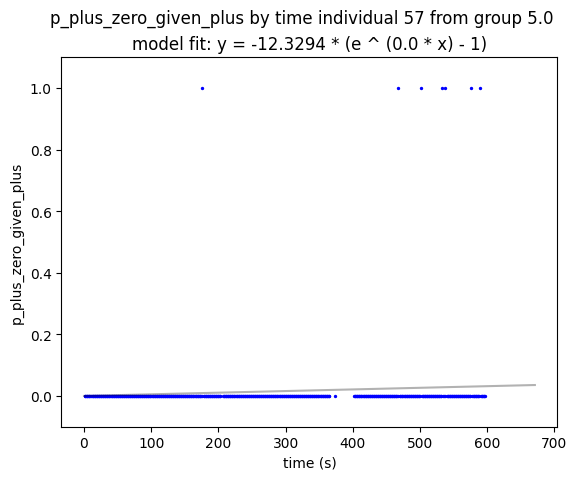 p_plus_zero_given_plus by time individual 57 from group 5.0
model fit: y = -12.3294 * (e ^ (0.0 * x) - 1)
1.0
0.8
0.6
0.4
0.2
0.0
p_plus_zero_given_plus
0 100 200 300 400 500 600 700
time (s)